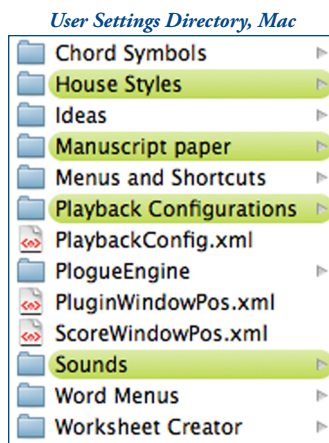 User Settings Directory, Mac
Chord Symbols
House Styles
Ideas
Manuscript paper
Menus and Shortcuts
Playback Configurations
PlaybackConfig.xml
PlogueEngine
PluginWindowPos.xml
ScoreWindowPos.xml
Sounds
Word Menus
Worksheet Creator